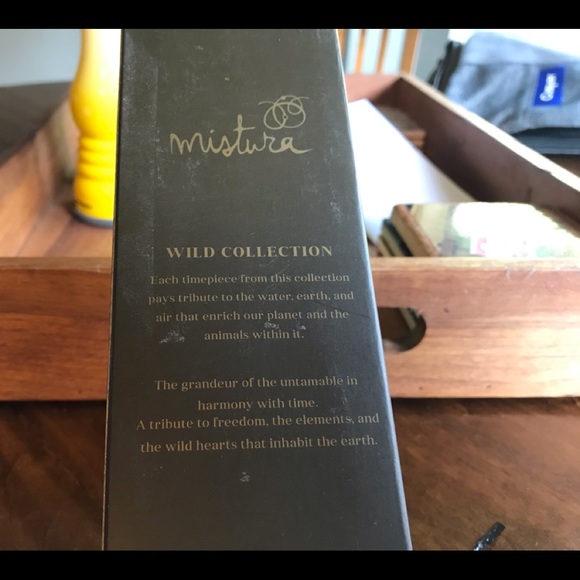 mistura
WILD COLLECTION
Each timepiece from this collection
pays tribute to the water, earth, and
air that enrich our planet and the
animals within it.
The grandeur of the untamable in
harmony with time.
A tribute to freedom, the elements, and
the wild hearts that inhabit the earth.